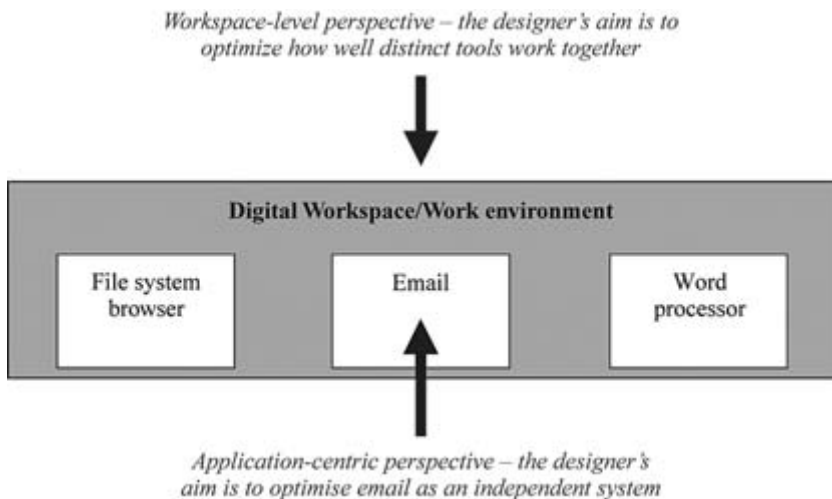 Workspace-level perspective – the designer's aim is to
optimize how well distinct tools work together
Digital Workspace/Work environment
File system
browser
Email
Word
processor
Application-centric perspective – the designer's
aim is to optimise email as an independent system